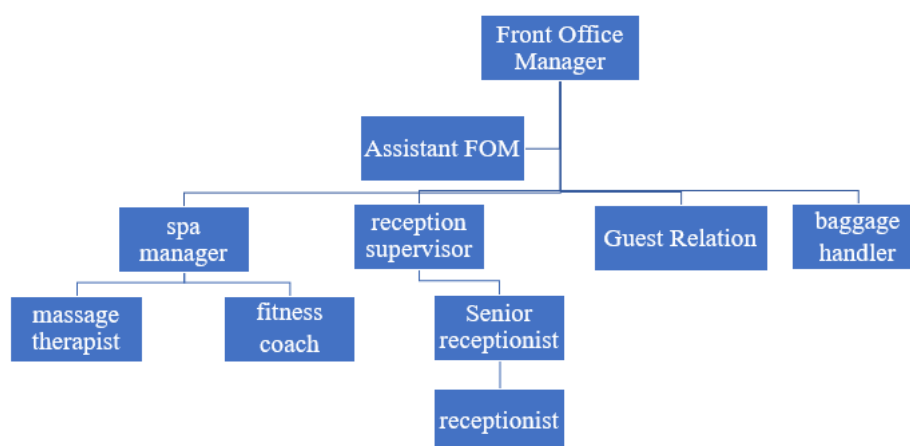 Front Office
Manager
Assistant FOM
spa
manager
reception
supervisor
Guest Relation
baggage
handler
massage
therapist
fitness
coach
Senior
receptionist
receptionist